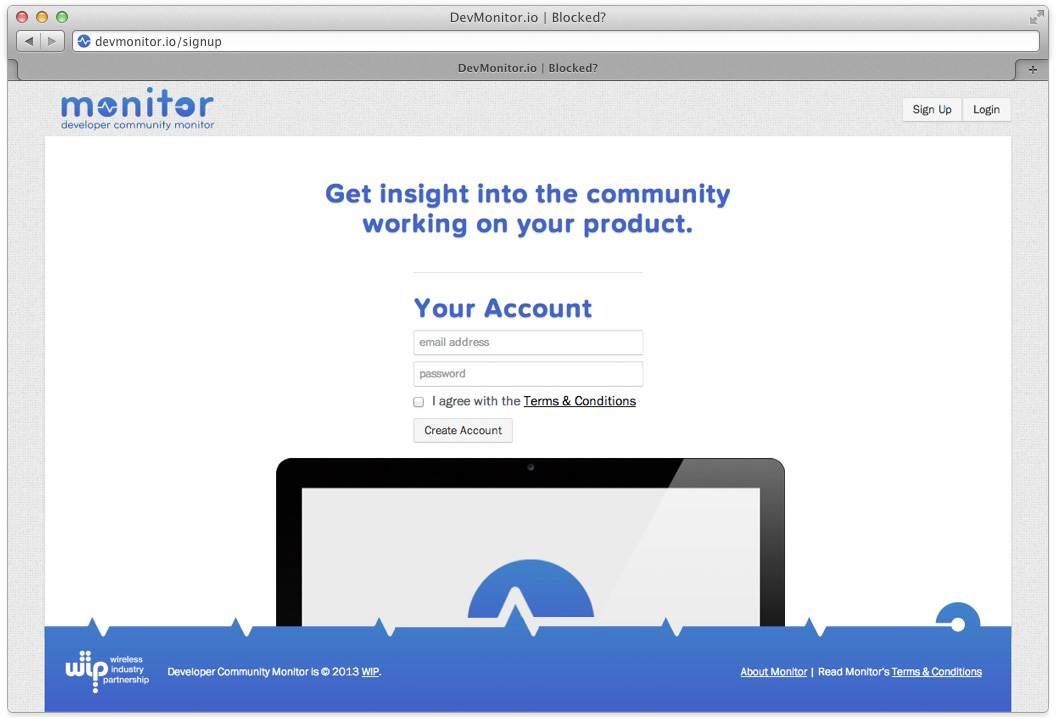 DevMonitor.io | Blocked?
devmonitor.io/signup
DevMonitor.io | Blocked?
monitor
developer community monitor
Sign Up
Login
Get insight into the community
working on your product.
Your Account
email address
password
I agree with the Terms & Conditions
Create Account
wip wireless
industry
partnership
Developer Community Monitor is © 2013 WIP.
About Monitor | Read Monitor's Terms & Conditions